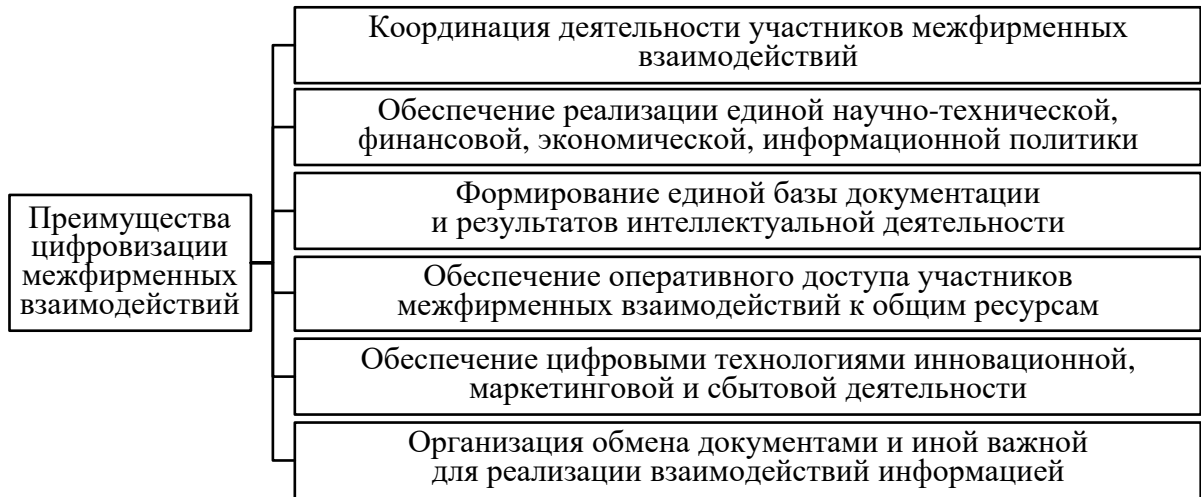 Преимущества
цифровизации
межфирменных
взаимодействий
Координация деятельности участников межфирменных
взаимодействий
Обеспечение реализации единой научно-технической,
финансовой, экономической, информационной политики
Формирование единой базы документации
и результатов интеллектуальной деятельности
Обеспечение оперативного доступа участников
межфирменных взаимодействий к общим ресурсам
Обеспечение цифровыми технологиями инновационной,
маркетинговой и сбытовой деятельности
Организация обмена документами и иной важной
для реализации взаимодействий информацией